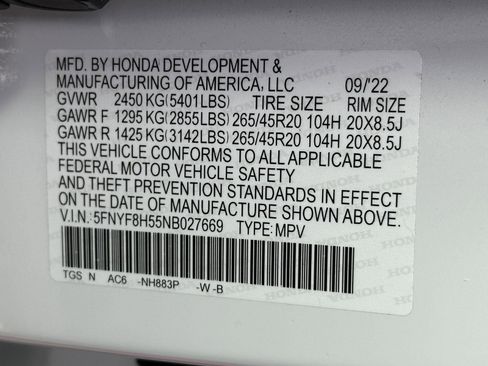 MFD. BY HONDA DEVELOPMENT &
MANUFACTURING OF AMERICA, LLC 09/'22
GVWR 2450 KG(5401LBS) TIRE SIZE RIM SIZE
GAWR F 1295 KG(2855LBS) 265/45R20 104H 20X8.5J
GAWR R 1425 KG(3142LBS) 265/45R20 104H 20X8.5J
THIS VEHICLE CONFORMS TO ALL APPLICABLE
FEDERAL MOTOR VEHICLE SAFETY
AND THEFT PREVENTION STANDARDS IN EFFECT
ON THE DATE OF MANUFACTURE SHOWN ABOVE.
V.I.N.:5FNYF8H55NB027669 TYPE:MPV
TGS N AC6 -NH883P -W -B